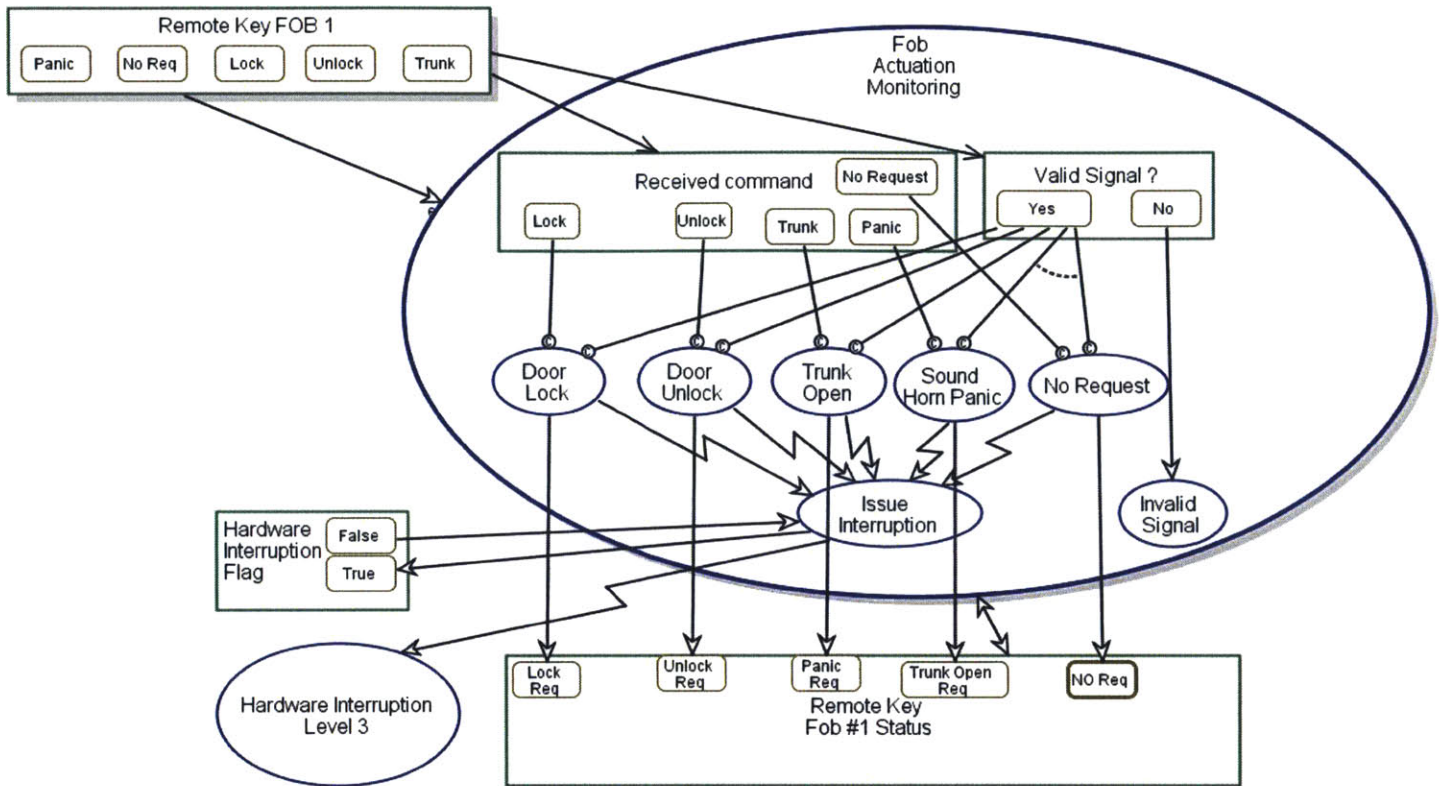 Remote Key FOB 1
Panic
No Req
Lock
Unlock
Trunk
Fob
Actuation
Monitoring
Received command
No Request
Lock
Unlock
Trunk
Panic
Valid Signal ?
Yes
No
C
C
C
C
C
C
C
C
C
C
e
Door
Lock
Door
Unlock
Trunk
Open
Sound
Horn Panic
No Request
Issue
Interruption
Invalid
Signal
Hardware
Interruption
Flag
False
True
Hardware Interruption
Level 3
Lock
Req
Unlock
Req
Panic
Req
Trunk Open
Req
NO Req
Remote Key
Fob #1 Status